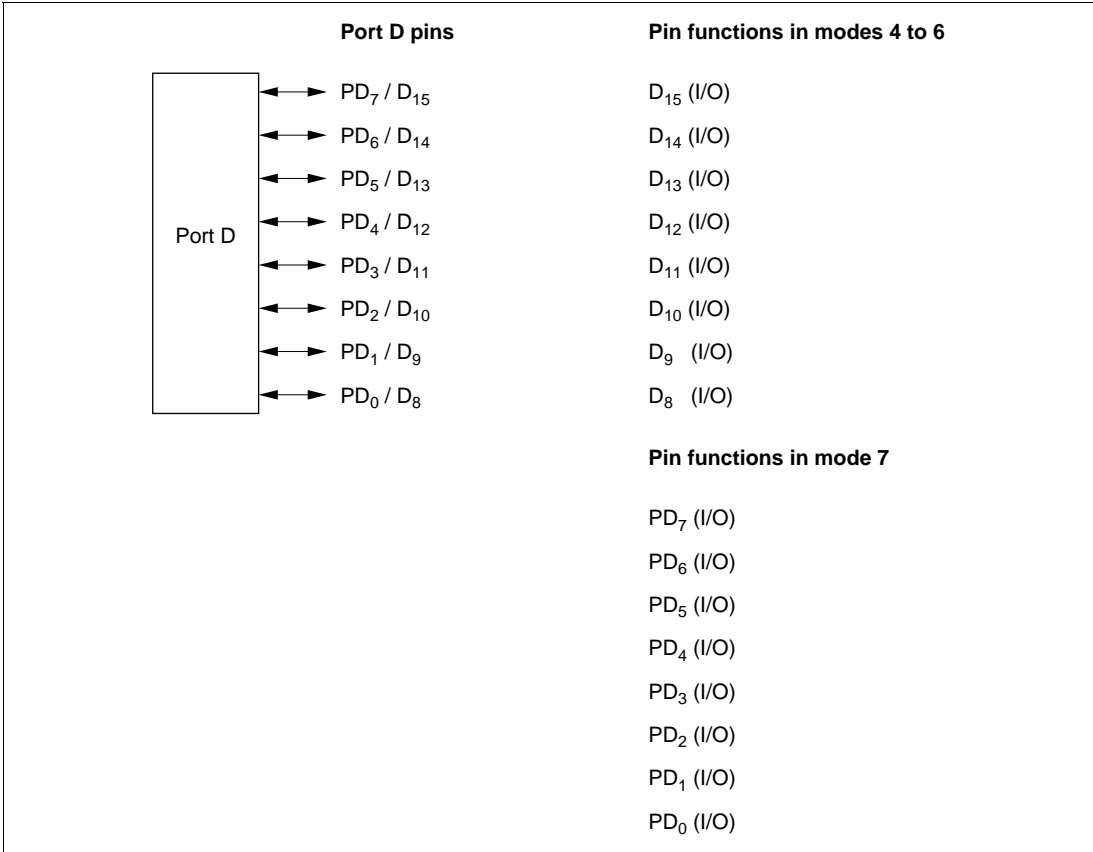 Port D pins Pin functions in modes 4 to 6
PD7 / D15 D15 (I/O)
PD6 / D14 D14 (I/O)
PD5 / D13 D13 (I/O)
PD4 / D12 D12 (I/O)
Port D
PD3 / D11 D11 (I/O)
PD2 / D10 D10 (I/O)
PD1 / D9 D9 (I/O)
PD0 / D8 D8 (I/O)
Pin functions in mode 7
PD7 (I/O)
PD6 (I/O)
PD5 (I/O)
PD4 (I/O)
PD3 (I/O)
PD2 (I/O)
PD1 (I/O)
PD0 (I/O)